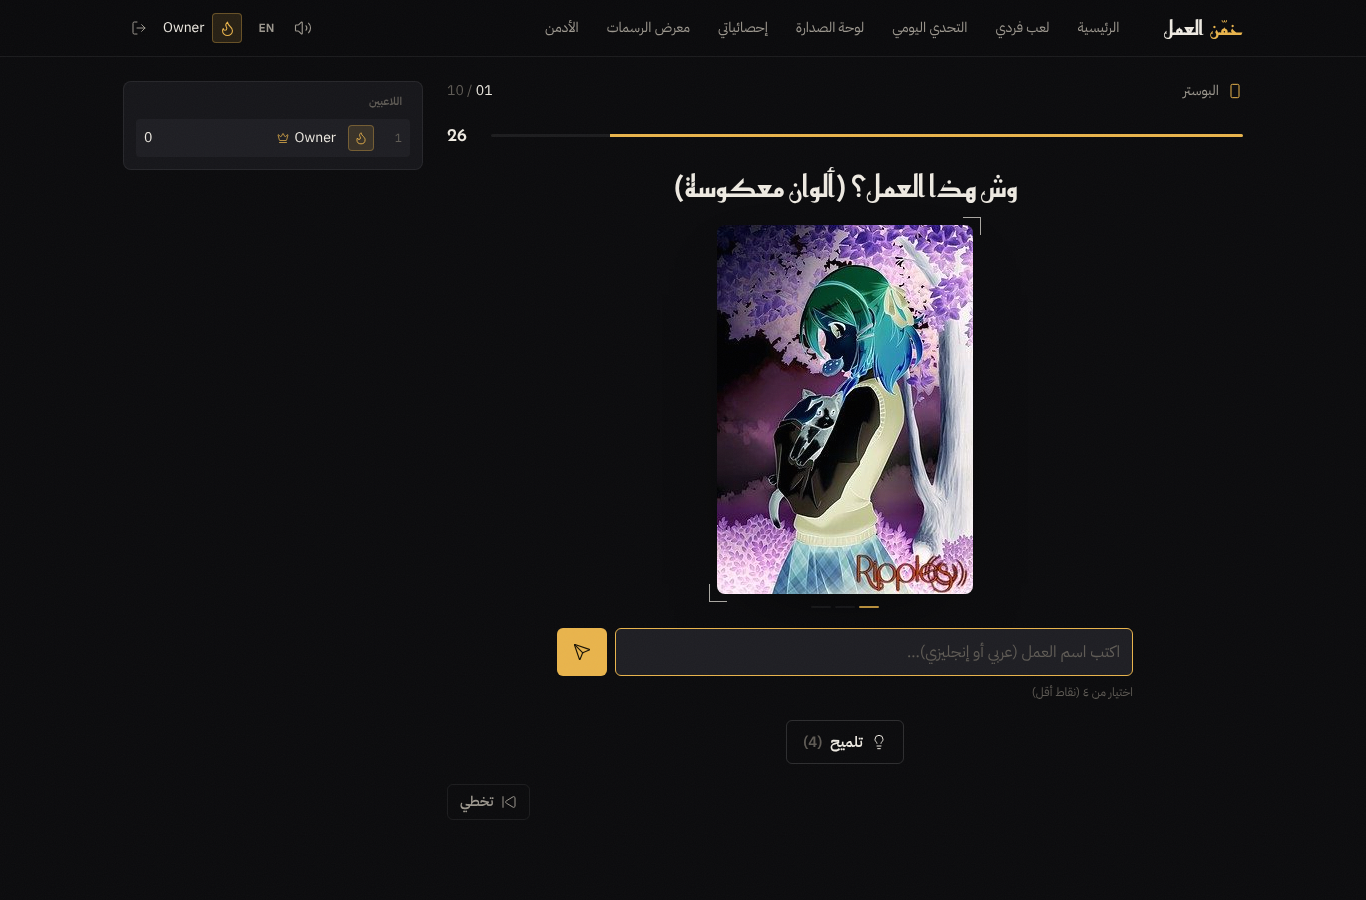 خمّن العمل
الرئيسية
لعب فردي
التحدي اليومي
لوحة الصدارة
إحصائياتي
معرض الرسمات
الأدمن
EN
Owner
البوستر
01 / 10
26
وش هذا العمل؟ (ألوان معكوسة)
Ripple(s)
اكتب اسم العمل (عربي أو إنجليزي)...
اختيار من ٤ (نقاط أقل)
تلميح (4)
تخطي
اللاعبين
1 Owner 0